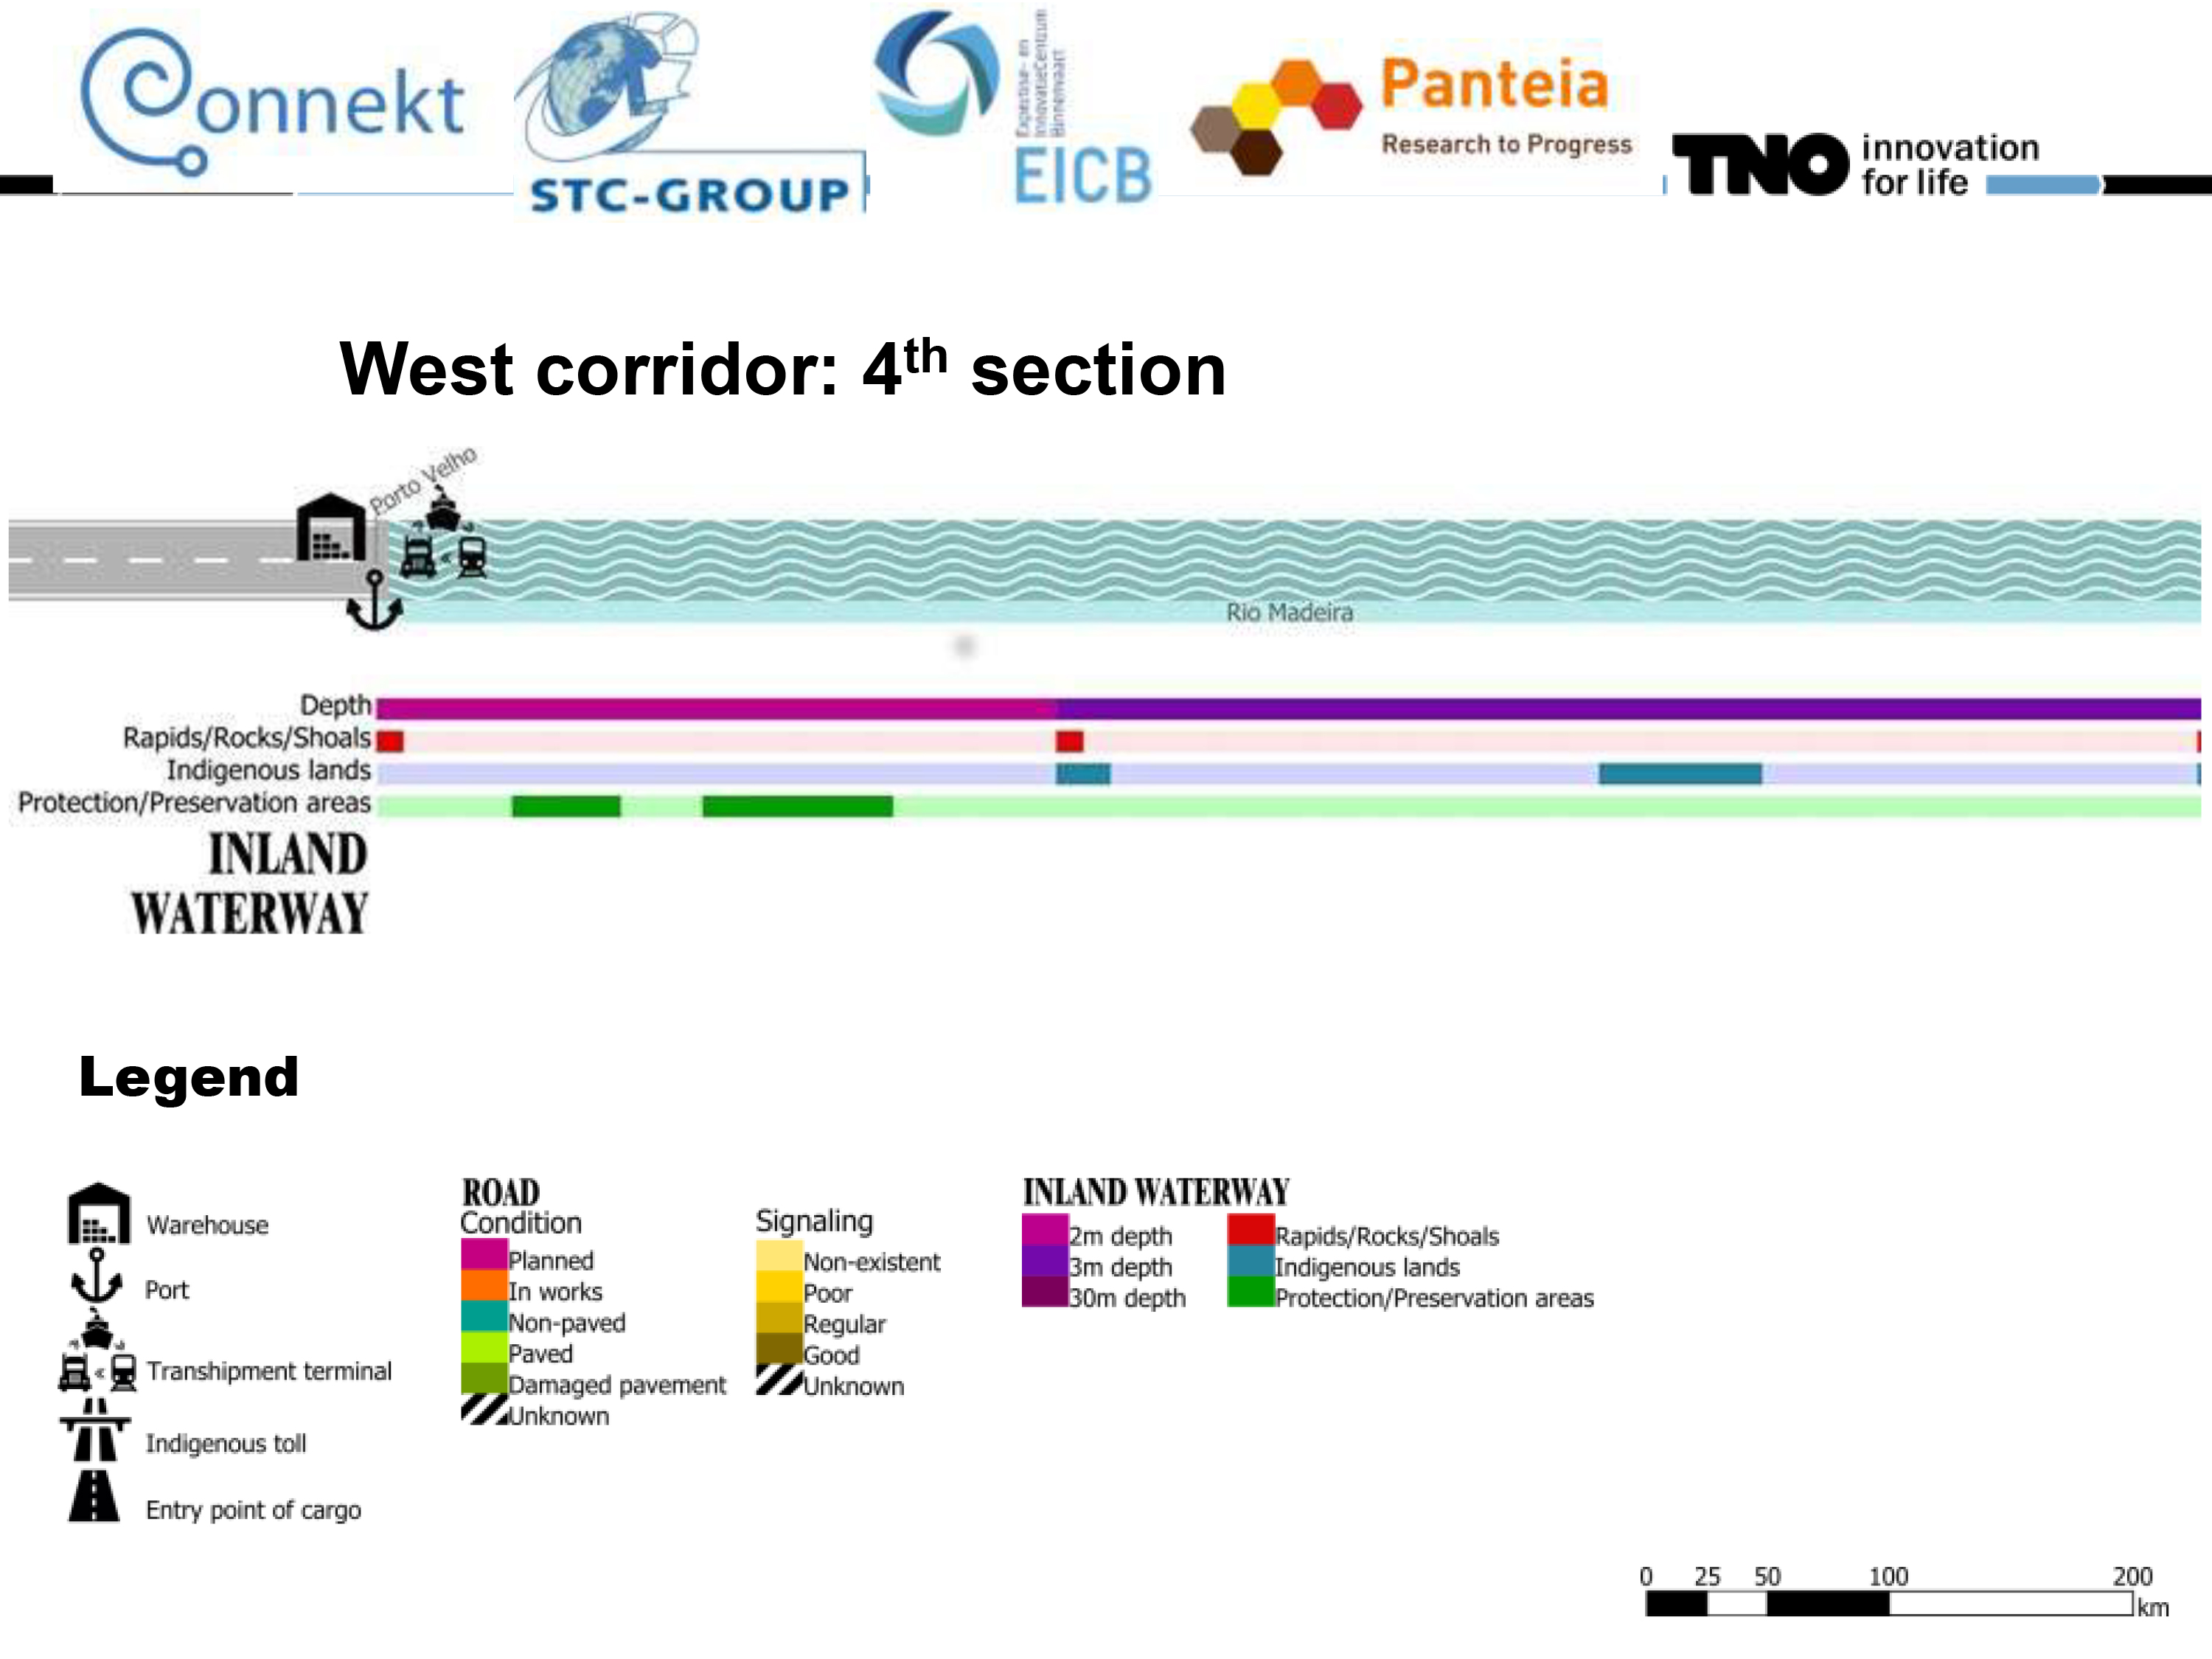 Connekt
STC-GROUP
Expertise- en
InnovatieCentrum
Binnenvaart
EICB
Panteia
Research to Progress
TNO innovation
for life
West corridor: 4th section
Porto Velho
Rio Madeira
Depth
Rapids/Rocks/Shoals
Indigenous lands
Protection/Preservation areas
INLAND
WATERWAY
Legend
Warehouse
Port
Transhipment terminal
Indigenous toll
Entry point of cargo
ROAD
Condition
Planned
In works
Non-paved
Paved
Damaged pavement
Unknown
Signaling
Non-existent
Poor
Regular
Good
Unknown
INLAND WATERWAY
2m depth
3m depth
30m depth
Rapids/Rocks/Shoals
Indigenous lands
Protection/Preservation areas
0 25 50 100 200
km